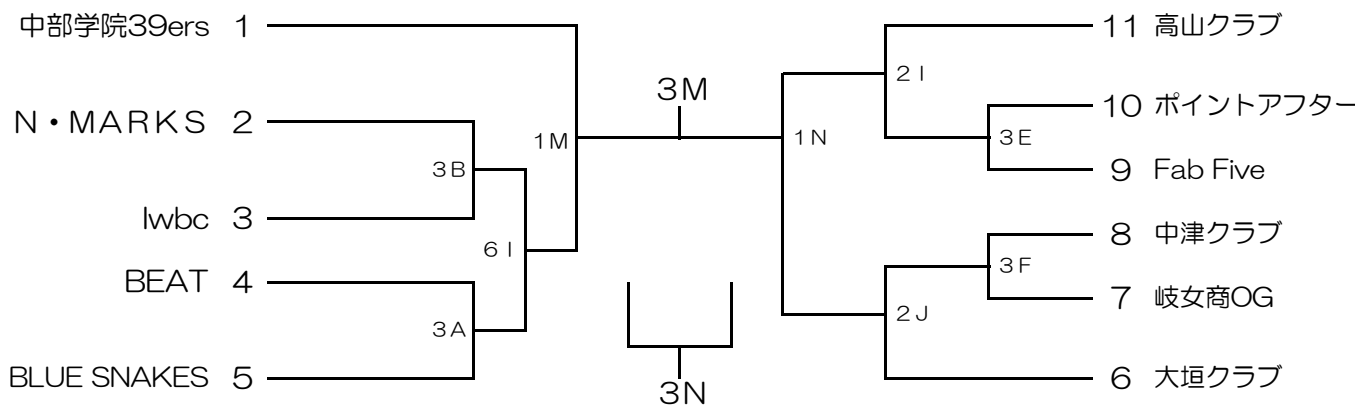 中部学院39ers 1
N・MARKS 2
lwbc 3
BEAT 4
BLUE SNAKES 5
3B
3A
6I
1M
3M
3N
1N
2I
3E
3F
2J
11 高山クラブ
10 ポイントアフター
9 Fab Five
8 中津クラブ
7 岐女商OG
6 大垣クラブ